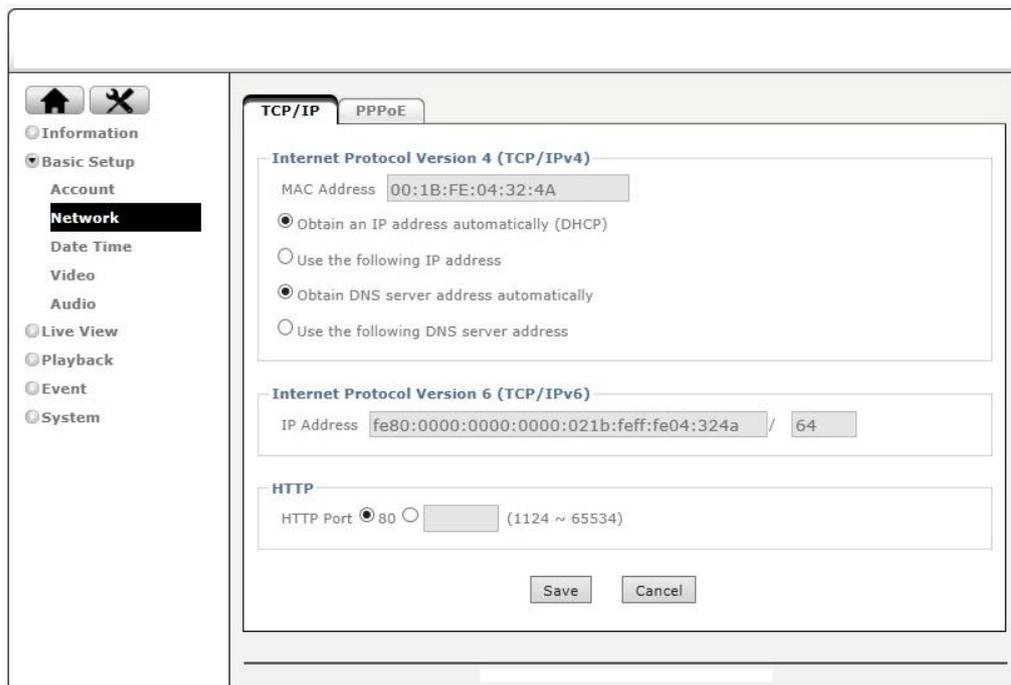 Information
Basic Setup
Account
Network
Date Time
Video
Audio
Live View
Playback
Event
System
TCP/IP
PPPoE
Internet Protocol Version 4 (TCP/IPv4)
MAC Address 00:1B:FE:04:32:4A
Obtain an IP address automatically (DHCP)
Use the following IP address
Obtain DNS server address automatically
Use the following DNS server address
Internet Protocol Version 6 (TCP/IPv6)
IP Address fe80:0000:0000:0000:021b:feff:fe04:324a / 64
HTTP
HTTP Port 80 (1124 ~ 65534)
Save Cancel